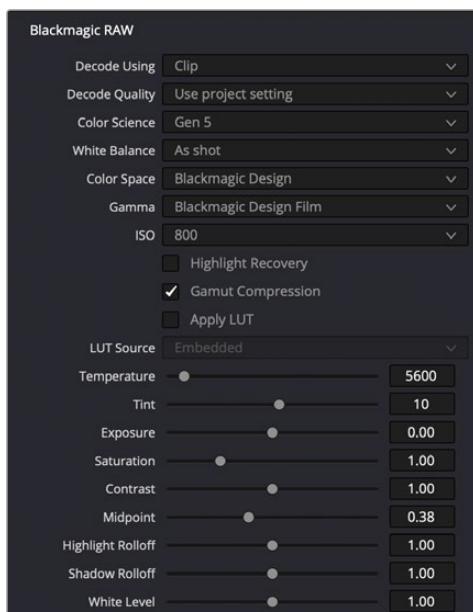 Blackmagic RAW
Decode Using Clip
Decode Quality Use project setting
Color Science Gen 5
White Balance As shot
Color Space Blackmagic Design
Gamma Blackmagic Design Film
ISO 800
Highlight Recovery
Gamut Compression
Apply LUT
LUT Source Embedded
Temperature 5600
Tint 10
Exposure 0.00
Saturation 1.00
Contrast 1.00
Midpoint 0.38
Highlight Rolloff 1.00
Shadow Rolloff 1.00
White Level 1.00